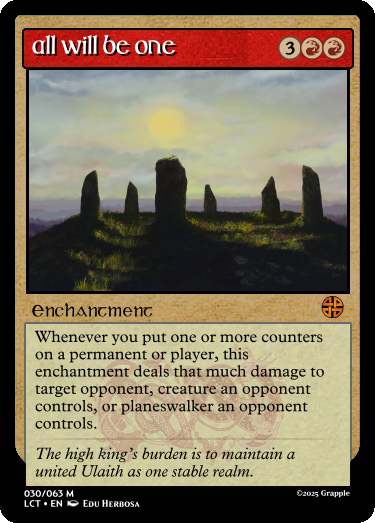 all will be one 3
Enchantment
Whenever you put one or more counters
on a permanent or player, this
enchantment deals that much damage to
target opponent, creature an opponent
controls, or planeswalker an opponent
controls.
The high king's burden is to maintain a
united Ulaith as one stable realm.
030/063 M
©2025 Grapple
LCT • EN Edu Herbosa